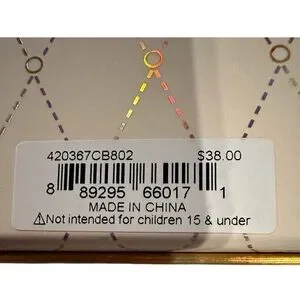 420367CB802 $38.00
8 89295 66017 1
MADE IN CHINA
⚠Not intended for children 15 & under